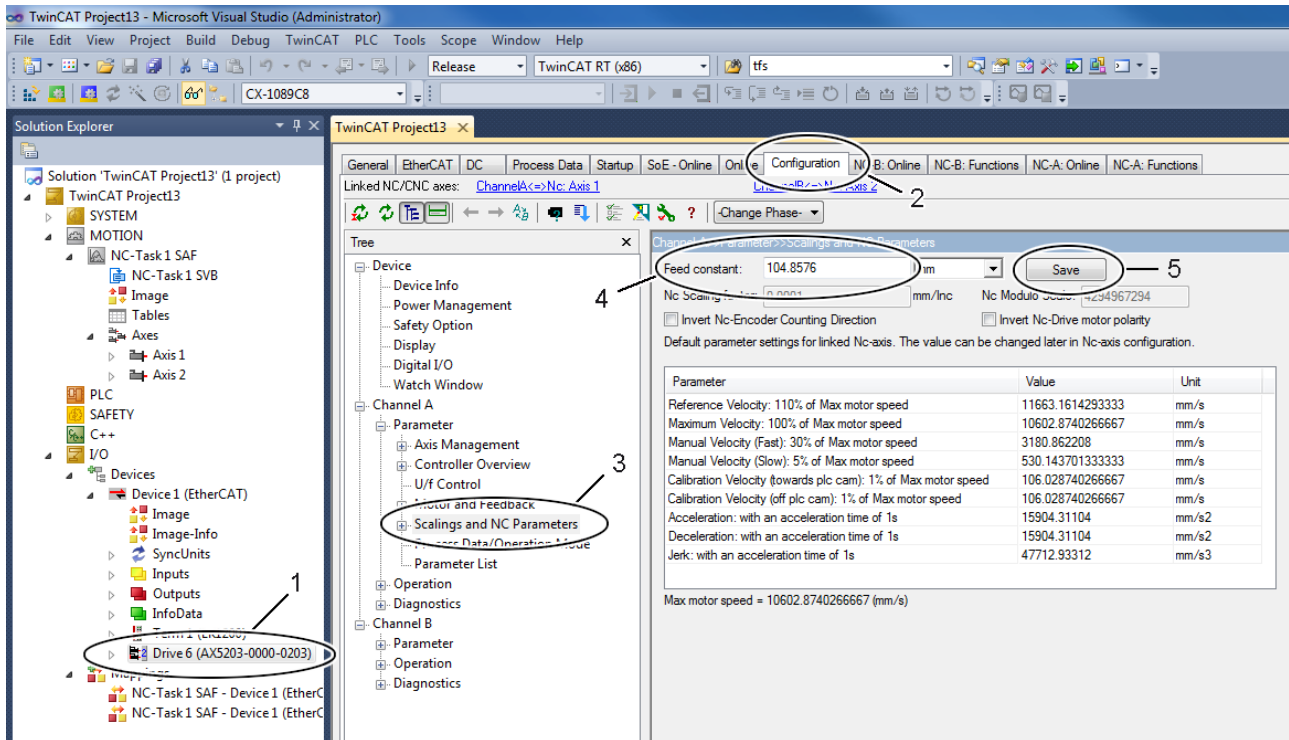 TwinCAT Project13 - Microsoft Visual Studio (Administrator)
File Edit View Project Build Debug TwinCAT PLC Tools Scope Window Help
Release TwinCAT RT (x86) tfs
CX-1089C8
Solution Explorer
Solution 'TwinCAT Project13' (1 project)
TwinCAT Project13
SYSTEM
MOTION
NC-Task 1 SAF
NC-Task 1 SVB
Image
Tables
Axes
Axis 1
Axis 2
PLC
SAFETY
C++
I/O
Devices
Device 1 (EtherCAT)
Image
Image-Info
SyncUnits
Inputs
1
Outputs
InfoData
Drive 6 (AX5203-0000-0203)
NC-Task 1 SAF - Device 1 (EtherC
NC-Task 1 SAF - Device 1 (EtherC
TwinCAT Project13
General EtherCAT DC Process Data Startup SoE - Online Configuration NC-B: Online NC-B: Functions NC-A: Online NC-A: Functions
Linked NC/CNC axes: ChannelA<=>Nc: Axis 1
2
-Change Phase-
Tree
Device
Device Info
Power Management
Safety Option
Display
Digital I/O
Watch Window
Channel A
Parameter
Axis Management
Controller Overview
3
U/f Control
Motor and Feedback
Scalings and NC Parameters
Process Data/Operation Mode
Parameter List
Operation
Diagnostics
Channel B
Parameter
Operation
Diagnostics
Feed constant: 104.8576 Save 5
4
mm/Inc 4294967294
Invert Nc-Encoder Counting Direction Invert Nc-Drive motor polarity
Default parameter settings for linked Nc-axis. The value can be changed later in Nc-axis configuration.
Parameter Value Unit
Reference Velocity: 110% of Max motor speed 11663.1614293333 mm/s
Maximum Velocity: 100% of Max motor speed 10602.8740266667 mm/s
Manual Velocity (Fast): 30% of Max motor speed 3180.862208 mm/s
Manual Velocity (Slow): 5% of Max motor speed 530.143701333333 mm/s
Calibration Velocity (towards plc cam): 1% of Max motor speed 106.028740266667 mm/s
Calibration Velocity (off plc cam): 1% of Max motor speed 106.028740266667 mm/s
Acceleration: with an acceleration time of 1s 15904.31104 mm/s2
Deceleration: with an acceleration time of 1s 15904.31104 mm/s2
Jerk: with an acceleration time of 1s 47712.93312 mm/s3
Max motor speed = 10602.8740266667 (mm/s)